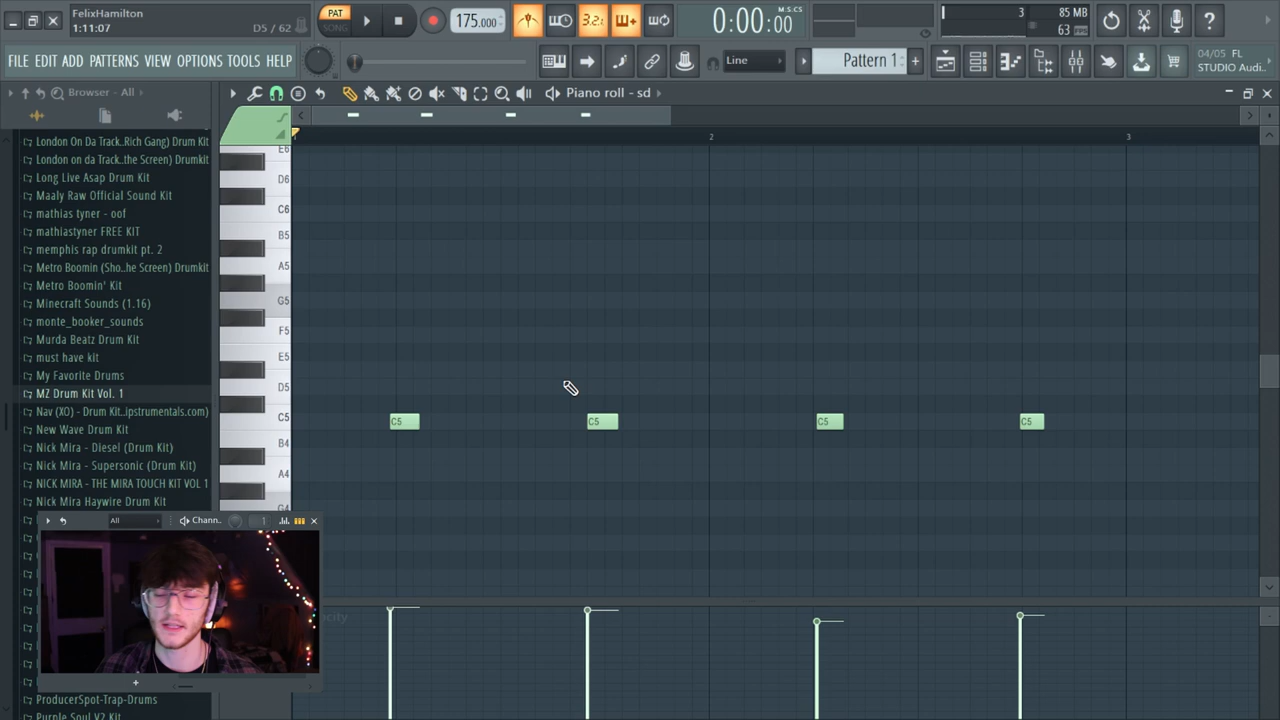 FelixHamilton
1:11:07
D5 / 62
PAT
SONG
175.000
3.2.
0:00:00
M:S:CS
3
85 MB
63
FILE EDIT ADD PATTERNS VIEW OPTIONS TOOLS HELP
Line
Pattern 1
04/05 FL
STUDIO Audi..
Browser - All
Piano roll - sd
London On Da Track..Rich Gang) Drum Kit
London on da Track..the Screen) Drumkit
Long Live Asap Drum Kit
Maaly Raw Official Sound Kit
mathias tyner - oof
mathiastyner FREE KIT
memphis rap drumkit pt. 2
Metro Boomin (Sho..he Screen) Drumkit
Metro Boomin' Kit
Minecraft Sounds (1.16)
monte_booker_sounds
Murda Beatz Drum Kit
must have kit
My Favorite Drums
MZ Drum Kit Vol. 1
Nav (XO) - Drum Kit..ipstrumentals.com)
New Wave Drum Kit
Nick Mira - Diesel (Drum Kit)
Nick Mira - Supersonic (Drum Kit)
NICK MIRA - THE MIRA TOUCH KIT VOL 1
Nick Mira Haywire Drum Kit
ProducerSpot-Trap-Drums
Purple Soul V2 Kit
2
3
E6
D6
C6
B5
A5
G5
F5
E5
D5
C5
B4
A4
G4
C5
C5
C5
C5
All
Chann..
1